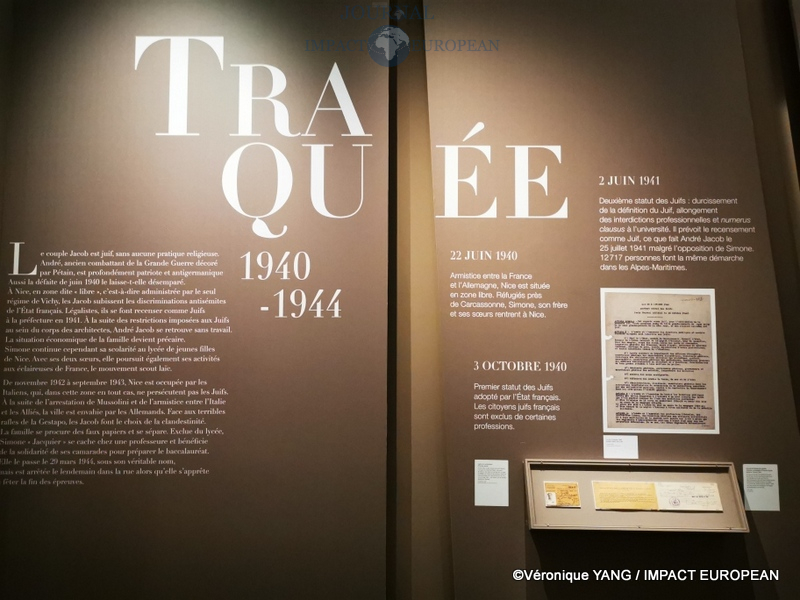 JOURNAL
IMPACT EUROPEAN
TRA
QU
ÉE
1940
-1944
Le couple Jacob est juif, sans aucune pratique religieuse.
André, ancien combattant de la Grande Guerre décoré
par Pétain, est profondément patriote et antigermanique
Aussi la défaite de juin 1940 le laisse-t-elle désemparé.
À Nice, en zone dite « libre », c'est-à-dire administrée par le seul
régime de Vichy, les Jacob subissent les discriminations antisémites
de l'État français. Légalistes, ils se font recenser comme Juifs
à la préfecture en 1941. À la suite des restrictions imposées aux Juifs
au sein du corps des architectes, André Jacob se retrouve sans travail.
La situation économique de la famille devient précaire.
Simone continue cependant sa scolarité au lycée de jeunes filles
de Nice. Avec ses deux sœurs, elle poursuit également ses activités
aux éclaireuses de France, le mouvement scout laïc.
De novembre 1942 à septembre 1943, Nice est occupée par les
Italiens, qui, dans cette zone en tout cas, ne persécutent pas les Juifs.
À la suite de l'arrestation de Mussolini et de l'armistice entre l'Italie
et les Alliés, la ville est envahie par les Allemands. Face aux terribles
rafles de la Gestapo, les Jacob font le choix de la clandestinité.
La famille se procure des faux papiers et se sépare. Exclue du lycée,
Simone « Jacquier » se cache chez une professeure et bénéficie
de la solidarité de ses camarades pour préparer le baccalauréat.
Elle le passe le 29 mars 1944, sous son véritable nom,
mais est arrêtée le lendemain dans la rue alors qu'elle s'apprête
à fêter la fin des épreuves.
22 JUIN 1940
Armistice entre la France
et l'Allemagne, Nice est située
en zone libre. Réfugiés près
de Carcassonne, Simone, son frère
et ses sœurs rentrent à Nice.
3 OCTOBRE 1940
Premier statut des Juifs
adopté par l'État français.
Les citoyens juifs français
sont exclus de certaines
professions.
2 JUIN 1941
Deuxième statut des Juifs : durcissement
de la définition du Juif, allongement
des interdictions professionnelles et numerus
clausus à l'université. Il prévoit le recensement
comme Juif, ce que fait André Jacob le
25 juillet 1941 malgré l'opposition de Simone.
12 717 personnes font la même démarche
dans les Alpes-Maritimes.
©Véronique YANG / IMPACT EUROPEAN